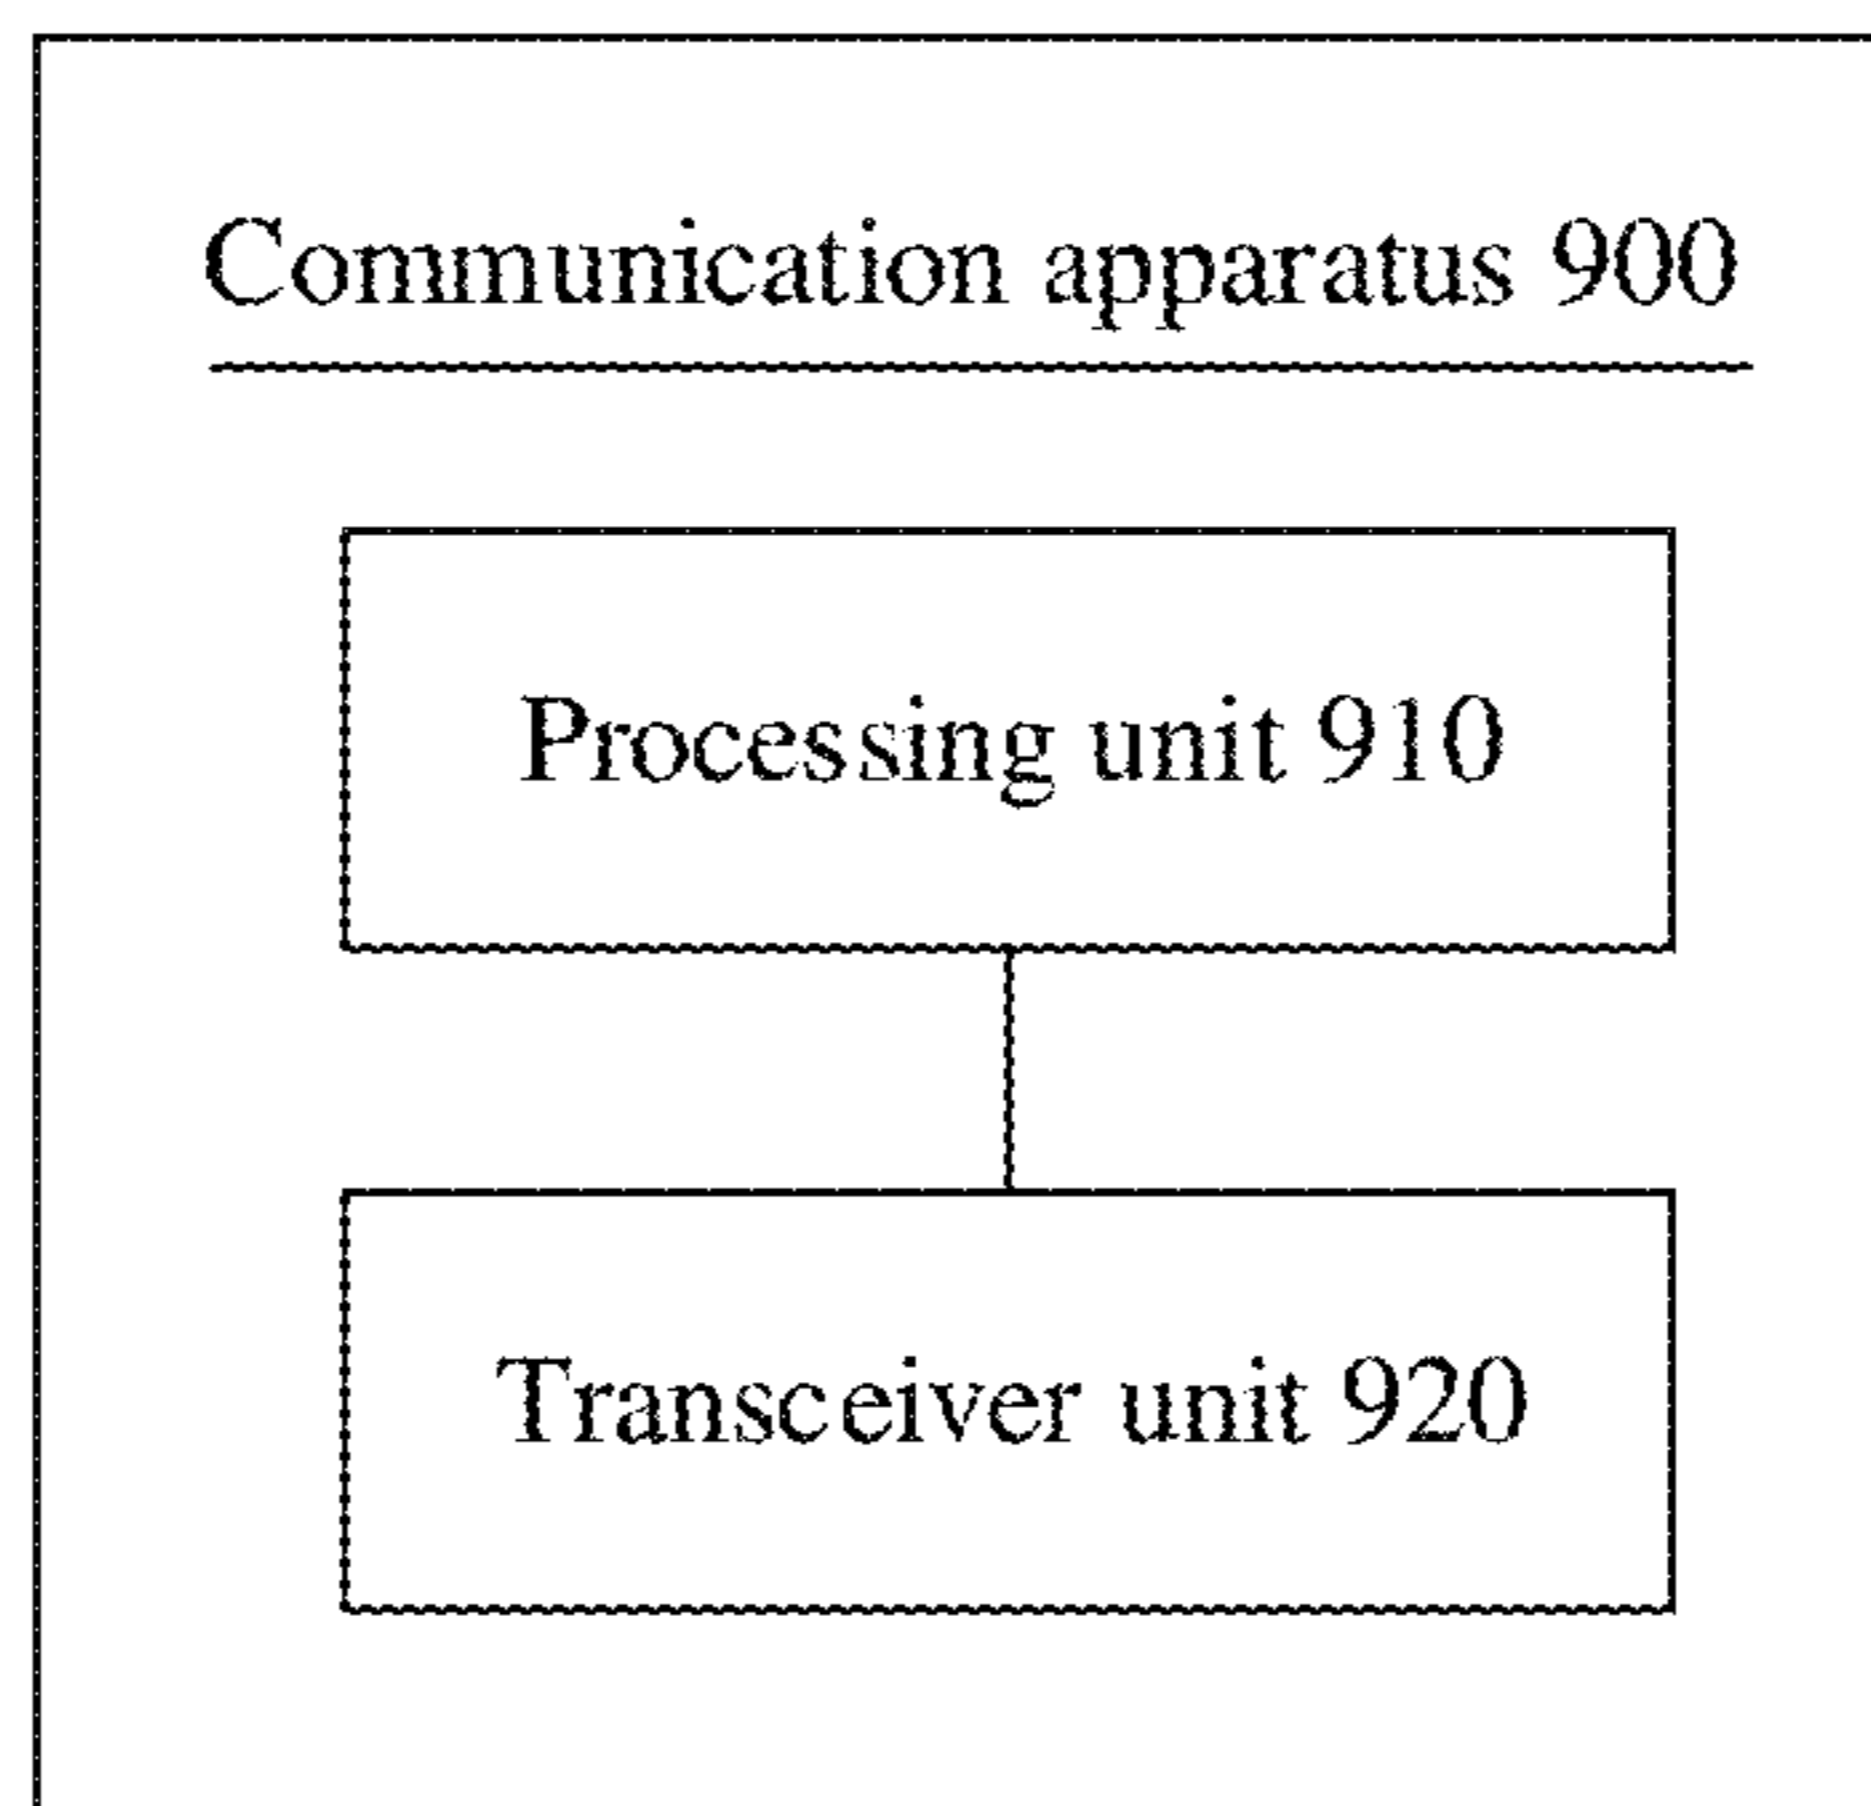 Communication apparatus 900
Processing unit 910
Transceiver unit 920